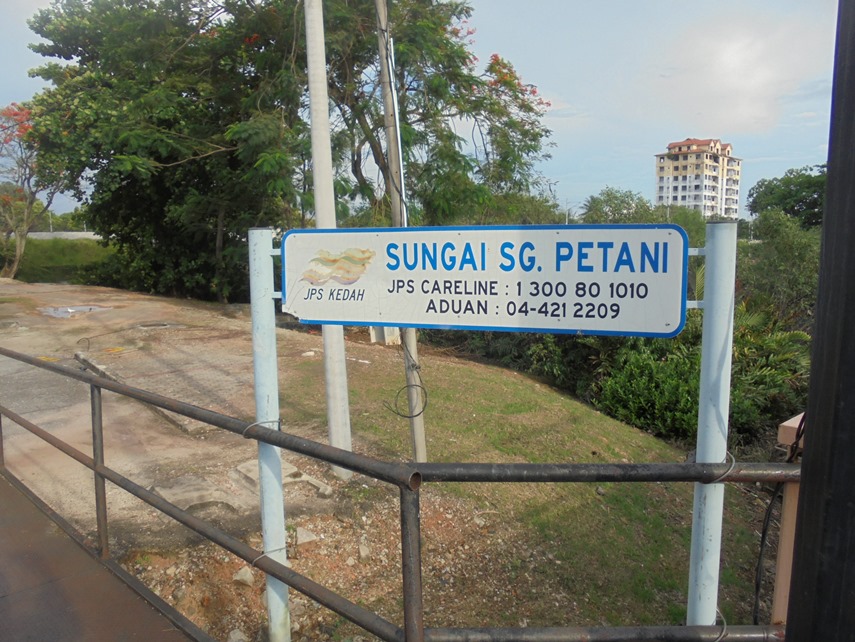 SUNGAI SG. PETANI
JPS KEDAH
JPS CARELINE : 1 300 80 1010
ADUAN : 04-421 2209